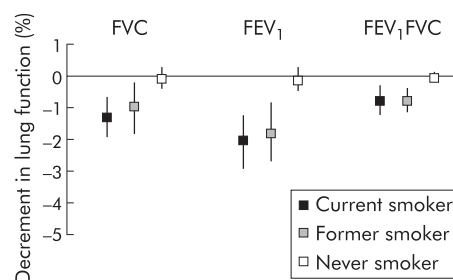 FVC FEV1 FEV1FVC
Decrement in lung function (%)
1
0
–1
–2
–3
–4
–5
Current smoker
Former smoker
Never smoker